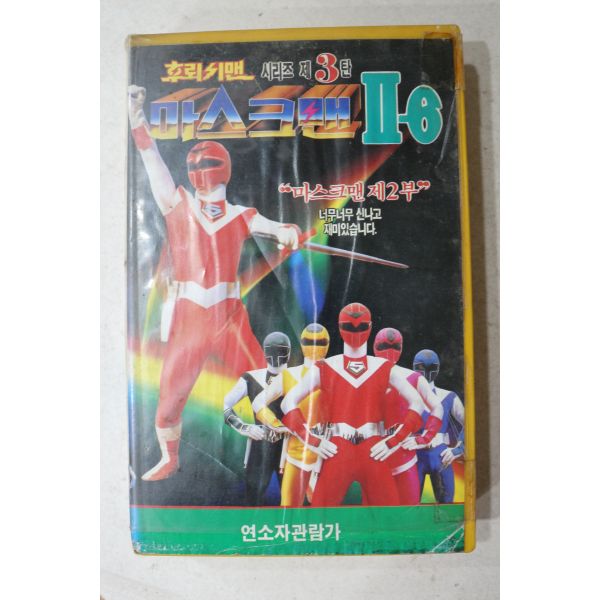 후뢰시맨 시리즈 제3탄
마스크맨 II-6
"마스크맨 제2부"
너무너무 신나고
재미있습니다.
5
5
연소자관람가